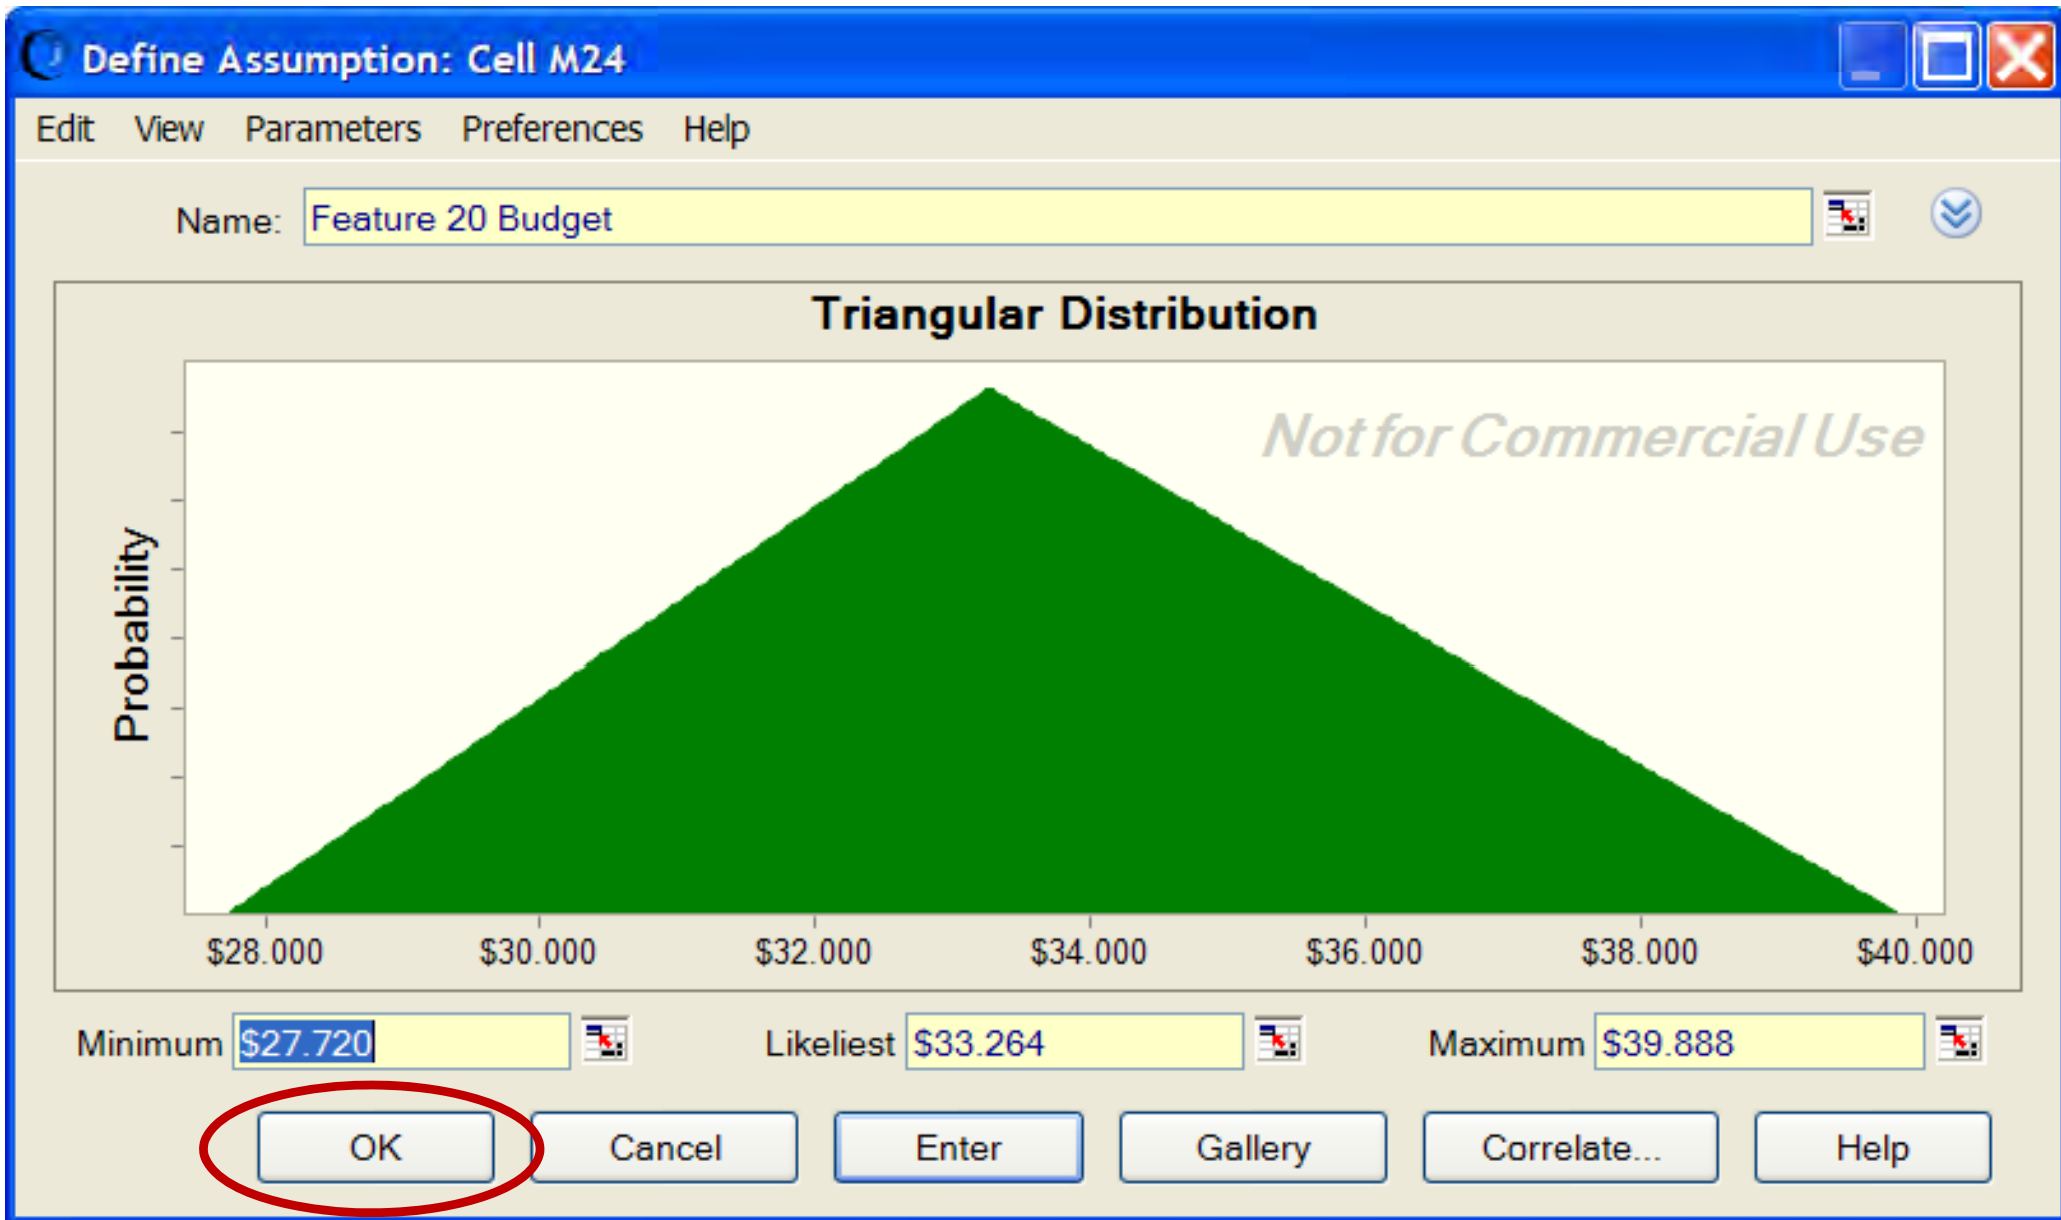 Define Assumption: Cell M24
Edit View Parameters Preferences Help
Name: Feature 20 Budget
Triangular Distribution
Not for Commercial Use
Probability
$28.000 $30.000 $32.000 $34.000 $36.000 $38.000 $40.000
Minimum $27.720 Likeliest $33.264 Maximum $39.888
OK Cancel Enter Gallery Correlate... Help